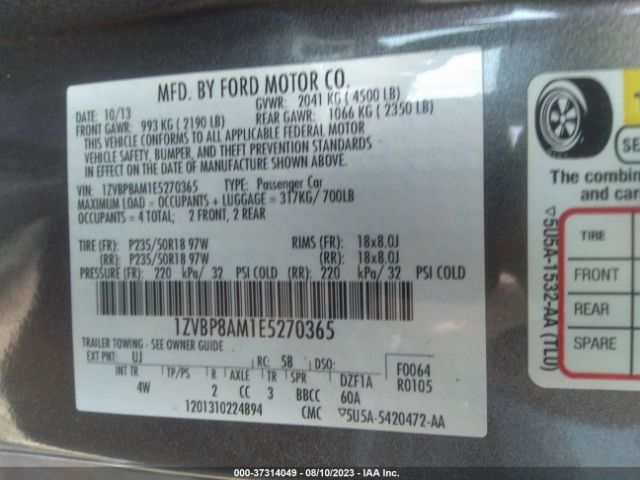 MFD. BY FORD MOTOR CO.
DATE: 10/13 GVWR: 2041 KG ( 4500 LB)
FRONT GAWR: 993 KG ( 2190 LB) REAR GAWR: 1066 KG ( 2350 LB)
THIS VEHICLE CONFORMS TO ALL APPLICABLE FEDERAL MOTOR
VEHICLE SAFETY, BUMPER, AND THEFT PREVENTION STANDARDS
IN EFFECT ON THE DATE OF MANUFACTURE SHOWN ABOVE.
VIN: 1ZVBP8AM1E5270365 TYPE: Passenger Car
MAXIMUM LOAD = OCCUPANTS + LUGGAGE = 317KG/ 700LB
OCCUPANTS = 4 TOTAL; 2 FRONT, 2 REAR
TIRE (FR): P235/50R18 97W RIMS (FR): 18x8.0J
(RR): P235/50R18 97W (RR): 18x8.0J
PRESSURE (FR): 220 kPa/ 32 PSI COLD (RR): 220 kPa/ 32 PSI COLD
1ZVBP8AM1E5270365
TRAILER TOWING - SEE OWNER GUIDE
EXT PNT: UJ RC: 58 DSO: F0064
INT TR TP/PS R AXLE TR SPR DZF1A R0105
4W 2 CC 3 BBCC 60A
1201310224894 CMC ▽5U5A-5420472-AA
SE
The combin
and car
TIRE
FRONT
REAR
SPARE
▽5U5A-1532-AA (TLU)
000-37314049 - 08/10/2023 - IAA Inc.